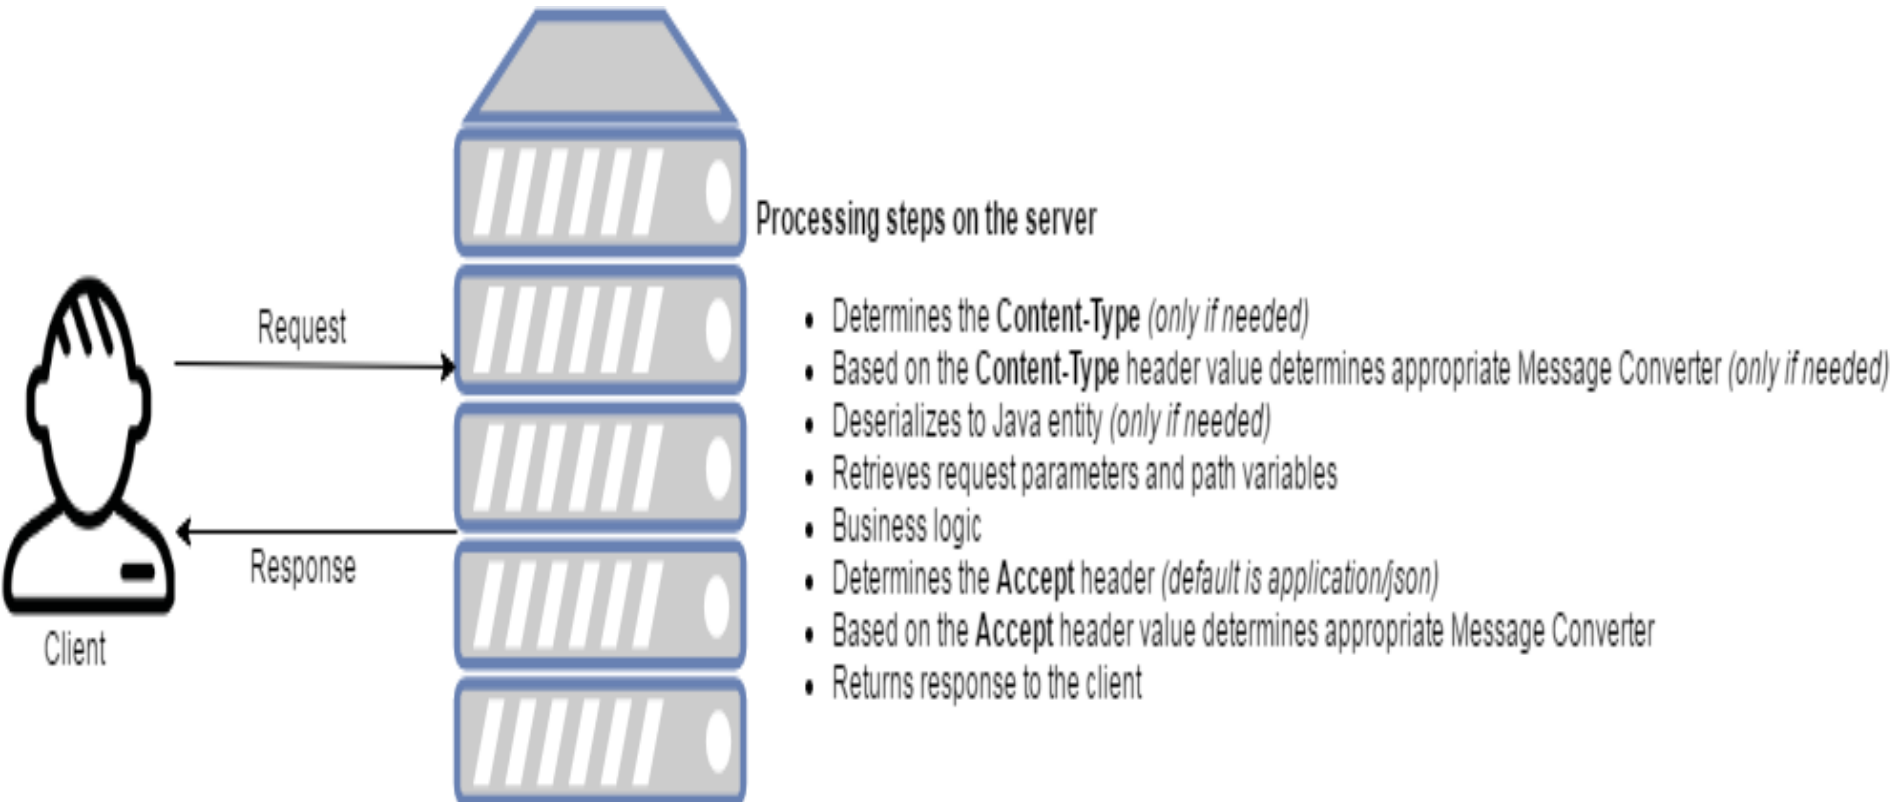 Processing steps on the server
Request
• Determines the Content-Type (only if needed)
• Based on the Content-Type header value determines appropriate Message Converter (only if needed)
• Deserializes to Java entity (only if needed)
• Retrieves request parameters and path variables
• Business logic
Response
• Determines the Accept header (default is application/json)
• Based on the Accept header value determines appropriate Message Converter
Client
• Returns response to the client